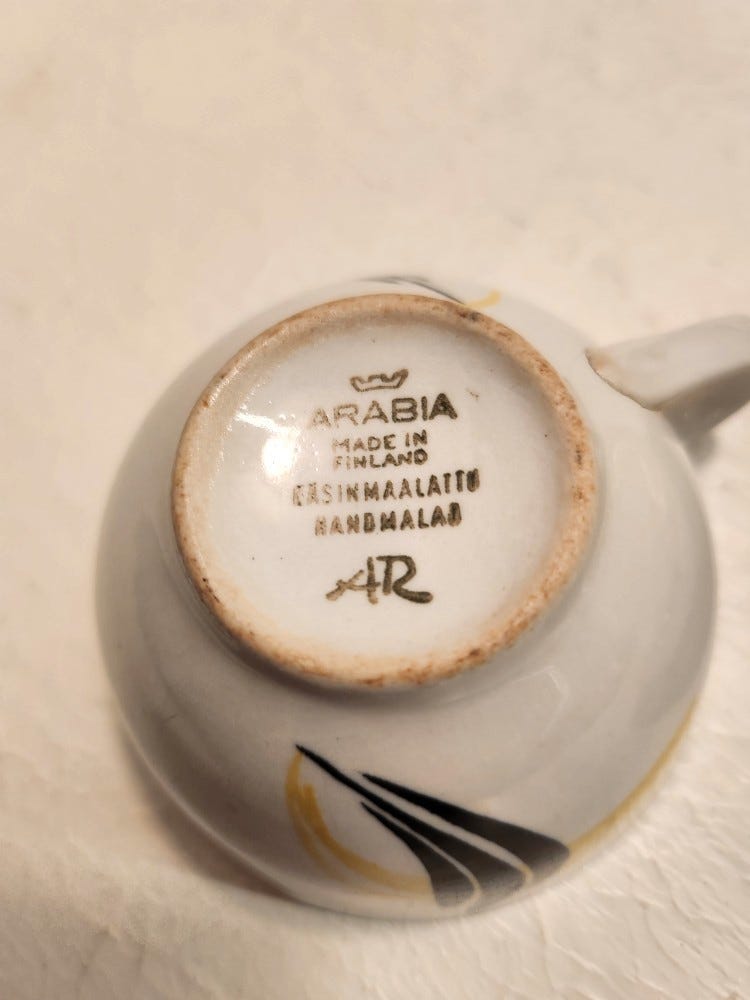 ARABIA
MADE IN
FINLAND
KÄSINMAALATTU
HANDMALAD
AR